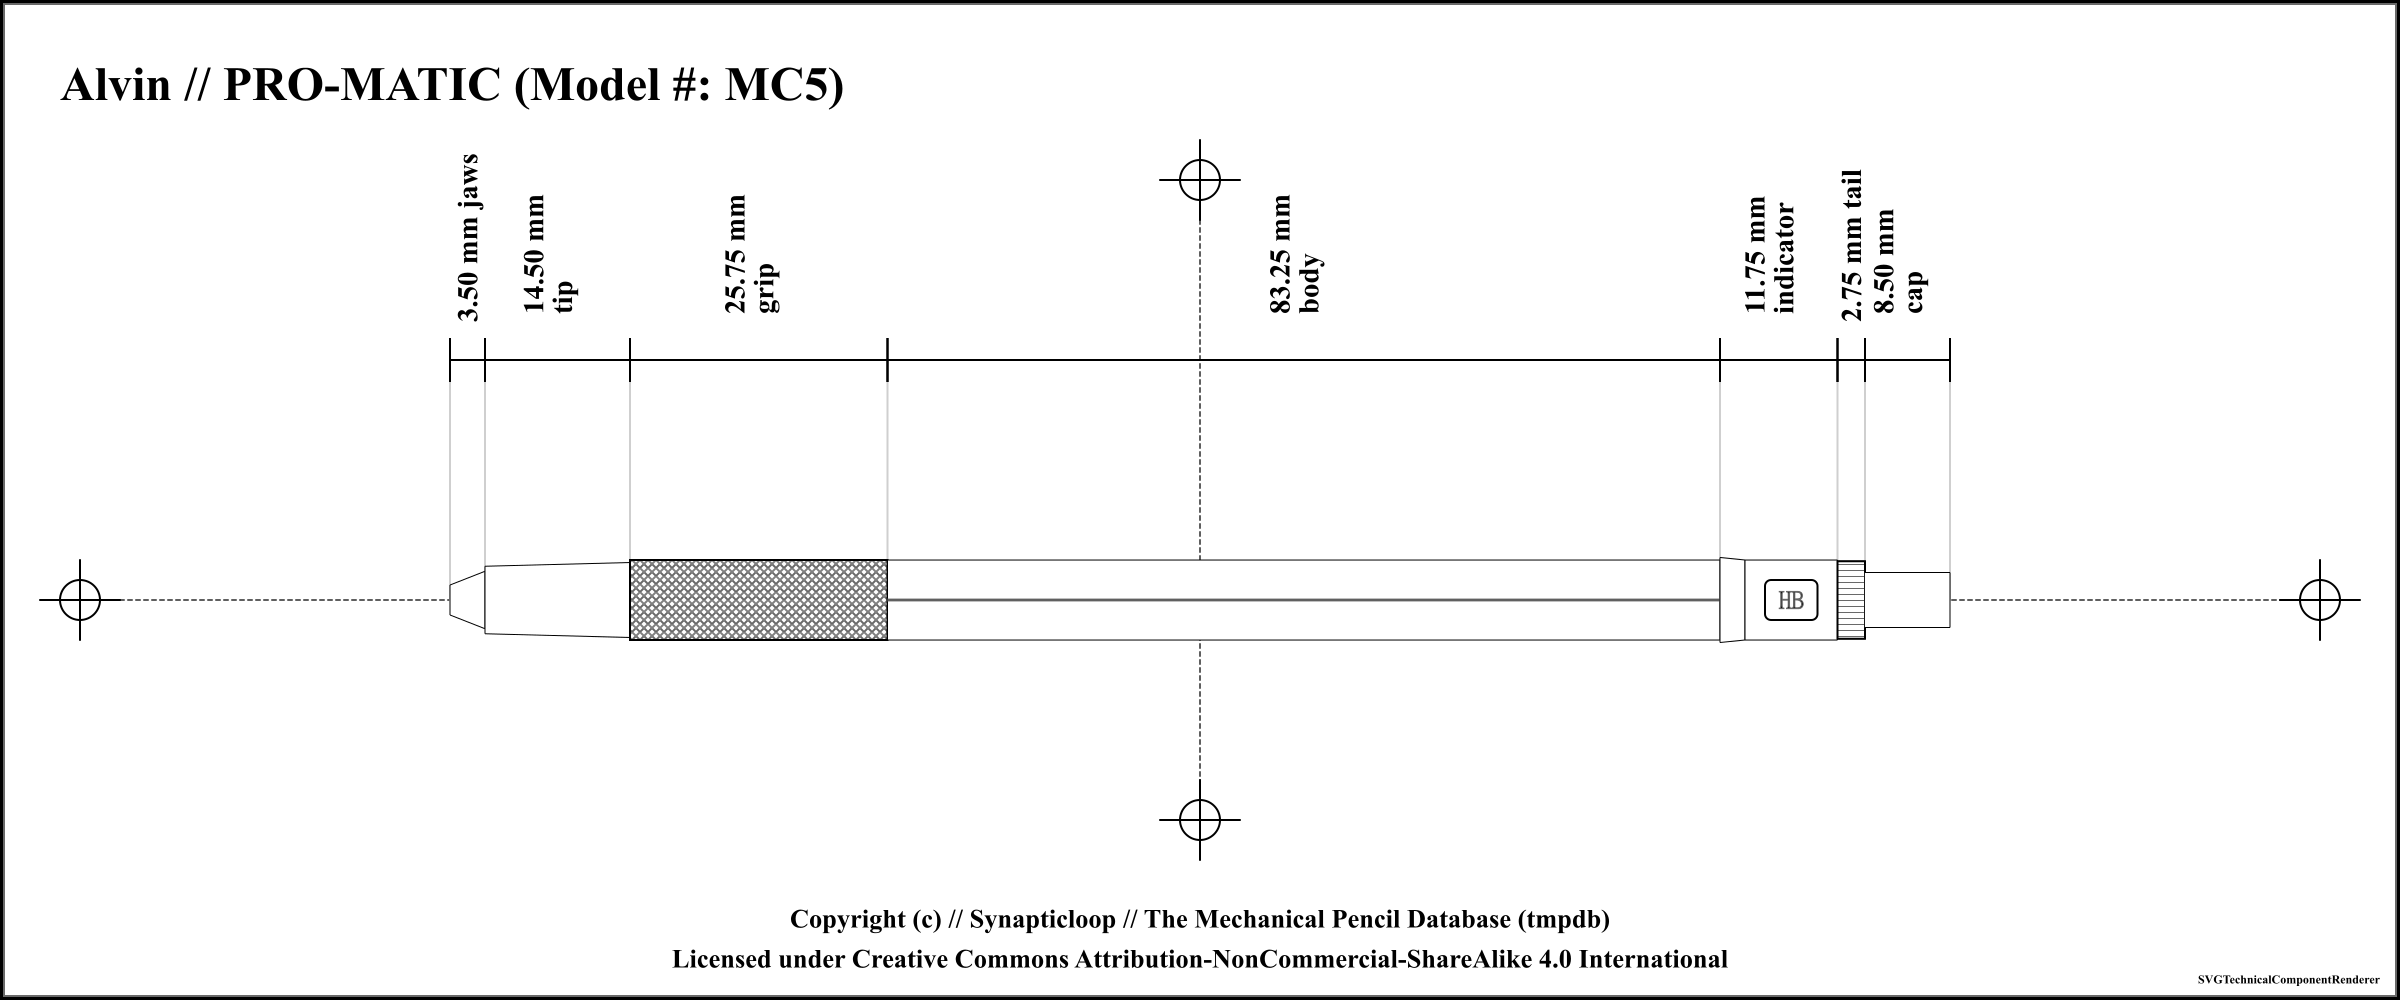 Alvin // PRO-MATIC (Model #: MC5)
3.50 mm jaws
14.50 mm
tip
25.75 mm
grip
83.25 mm
body
11.75 mm
indicator
2.75 mm tail
8.50 mm
cap
HB
Copyright (c) // Synapticloop // The Mechanical Pencil Database (tmpdb)
Licensed under Creative Commons Attribution-NonCommercial-ShareAlike 4.0 International
SVGTechnicalComponentRenderer